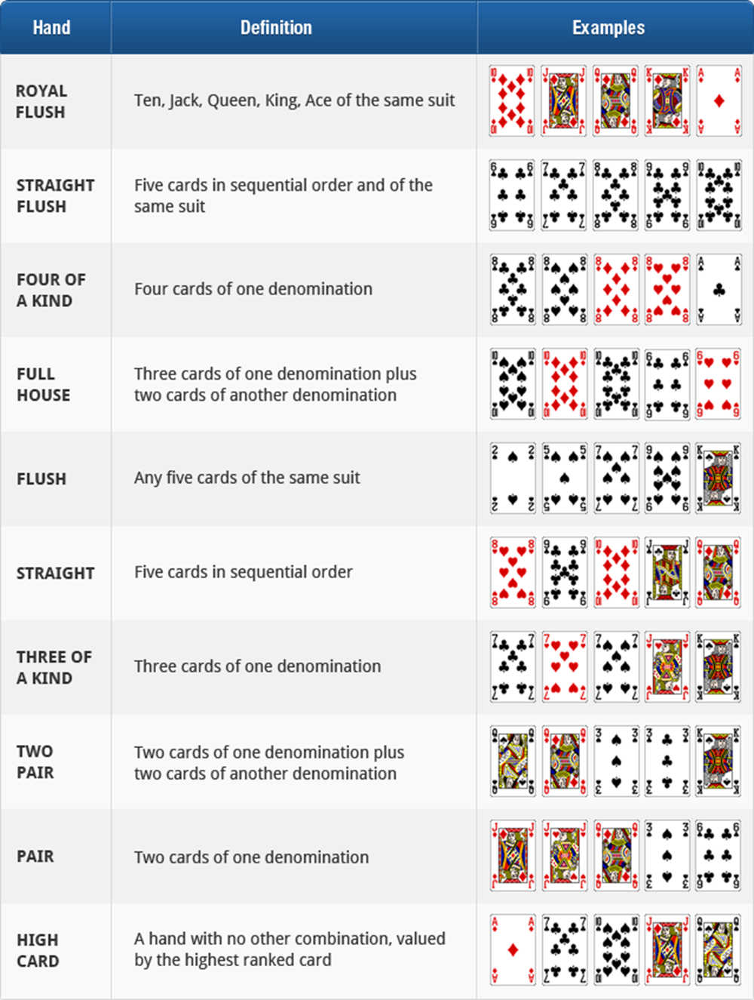 Hand Definition Examples
ROYAL
FLUSH
Ten, Jack, Queen, King, Ace of the same suit
10 J Q K A
STRAIGHT
FLUSH
Five cards in sequential order and of the
same suit
6 7 8 9 10
FOUR OF
A KIND
Four cards of one denomination
8 8 8 8 A
FULL
HOUSE
Three cards of one denomination plus
two cards of another denomination
10 10 10 6 6
FLUSH
Any five cards of the same suit
2 5 7 9 K
STRAIGHT
Five cards in sequential order
8 9 10 J Q
THREE OF
A KIND
Three cards of one denomination
7 7 7 J K
TWO
PAIR
Two cards of one denomination plus
two cards of another denomination
Q Q 3 3 K
PAIR
Two cards of one denomination
J J Q 3 6
HIGH
CARD
A hand with no other combination, valued
by the highest ranked card
A 7 10 J Q